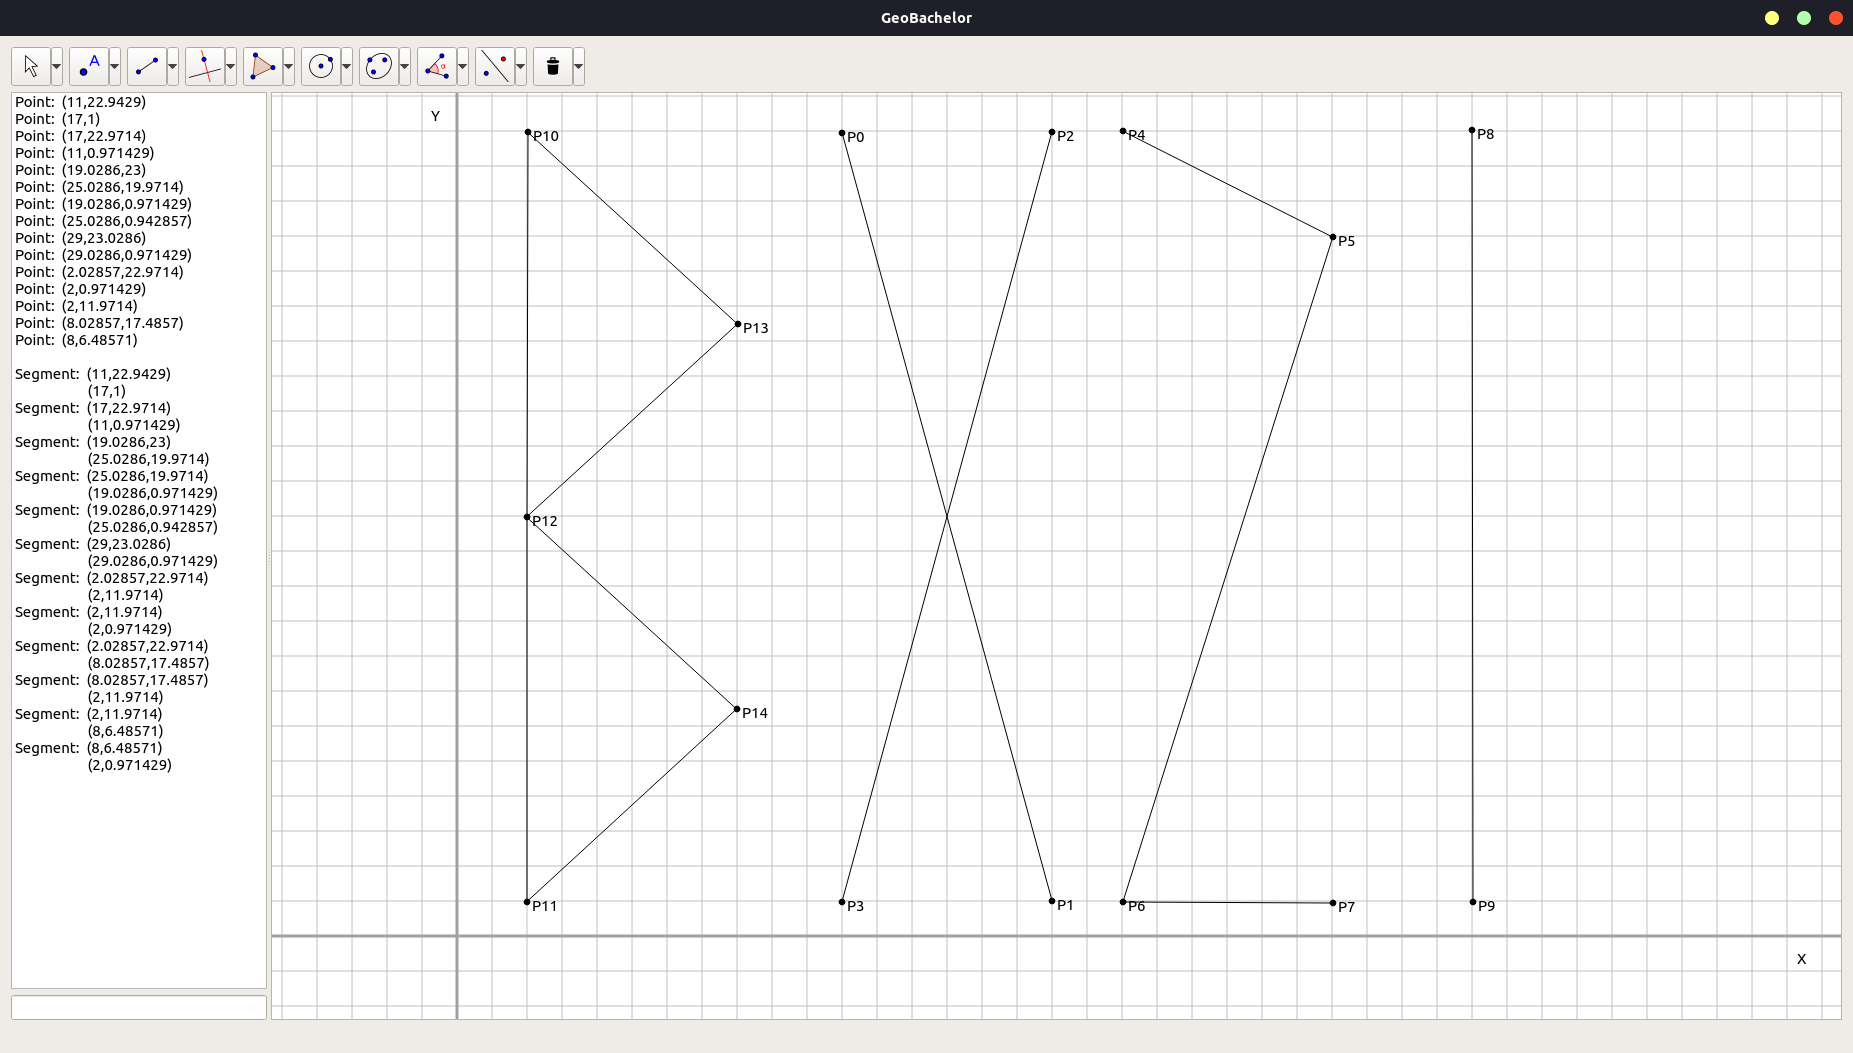 GeoBachelor
A
α
Point: (11,22.9429)
Point: (17,1)
Point: (17,22.9714)
Point: (11,0.971429)
Point: (19.0286,23)
Point: (25.0286,19.9714)
Point: (19.0286,0.971429)
Point: (25.0286,0.942857)
Point: (29,23.0286)
Point: (29.0286,0.971429)
Point: (2.02857,22.9714)
Point: (2,0.971429)
Point: (2,11.9714)
Point: (8.02857,17.4857)
Point: (8,6.48571)
Segment: (11,22.9429)
(17,1)
Segment: (17,22.9714)
(11,0.971429)
Segment: (19.0286,23)
(25.0286,19.9714)
Segment: (25.0286,19.9714)
(19.0286,0.971429)
Segment: (19.0286,0.971429)
(25.0286,0.942857)
Segment: (29,23.0286)
(29.0286,0.971429)
Segment: (2.02857,22.9714)
(2,11.9714)
Segment: (2,11.9714)
(2,0.971429)
Segment: (2.02857,22.9714)
(8.02857,17.4857)
Segment: (8.02857,17.4857)
(2,11.9714)
Segment: (2,11.9714)
(8,6.48571)
Segment: (8,6.48571)
(2,0.971429)
Y
P10
P0
P2
P4
P8
P5
P13
P12
P14
P11
P3
P1
P6
P7
P9
X